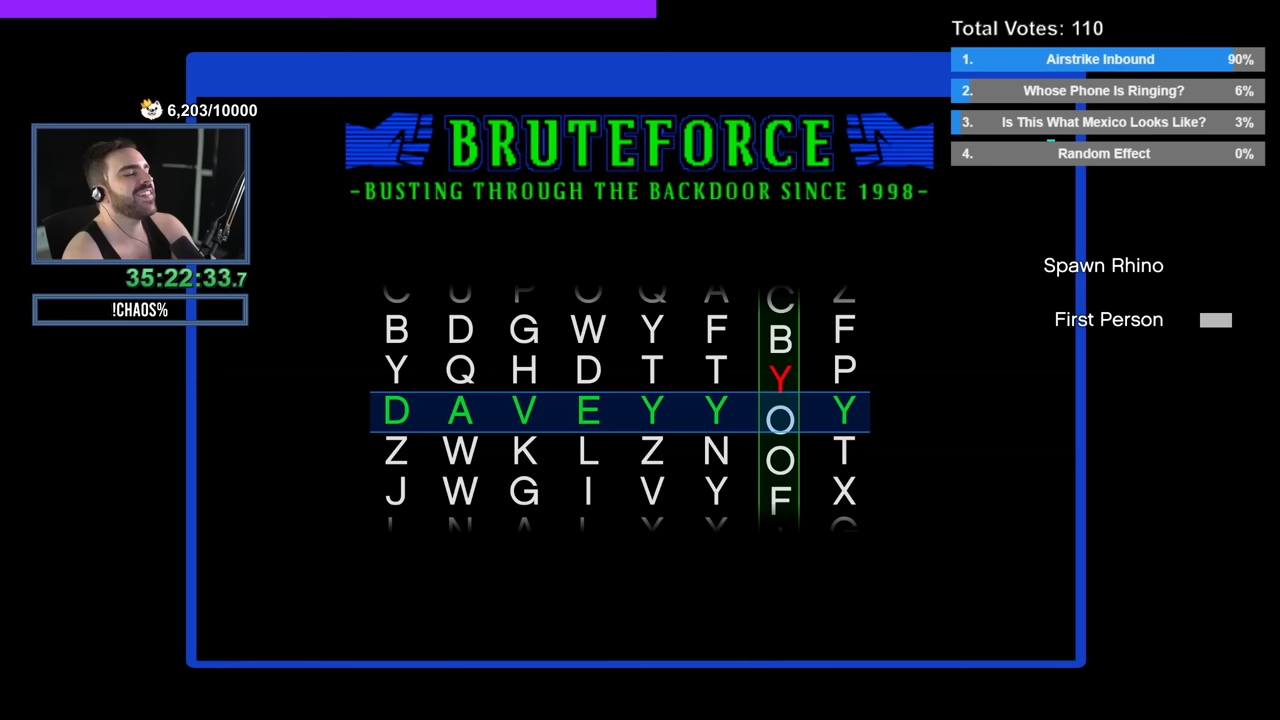 Total Votes: 110
1. Airstrike Inbound 90%
2. Whose Phone Is Ringing? 6%
3. Is This What Mexico Looks Like? 3%
4. Random Effect 0%
6,203/10000
BRUTEFORCE
-BUSTING THROUGH THE BACKDOOR SINCE 1998-
35:22:33.7
!CHAOS%
Spawn Rhino
First Person
C U P O Q A C Z
B D G W Y F B F
Y Q H D T T Y P
D A V E Y Y O Y
Z W K L Z N O T
J W G I V Y F X